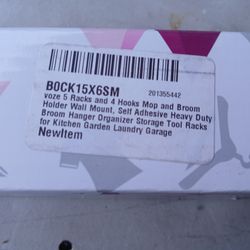 B0CK15X6SM
201355442
voze 5 Racks and 4 Hooks Mop and Broom
Holder Wall Mount, Self Adhesive Heavy Duty
Broom Hanger Organizer Storage Tool Racks
for Kitchen Garden Laundry Garage
NewItem